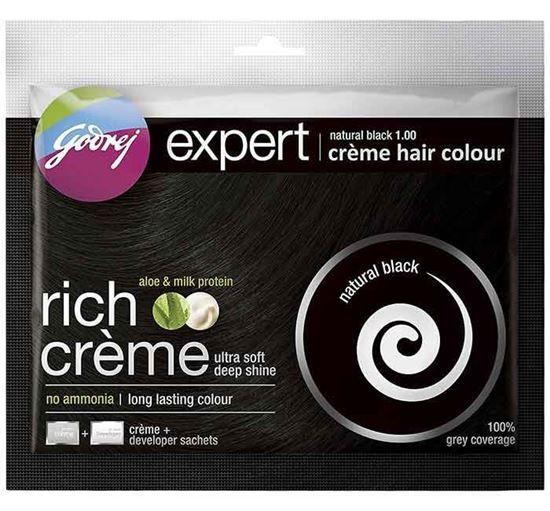 Godrej
expert
natural black 1.00
crème hair colour
natural black
aloe & milk protein
rich
crème
ultra soft
deep shine
no ammonia | long lasting colour
crème +
developer sachets
100%
grey coverage